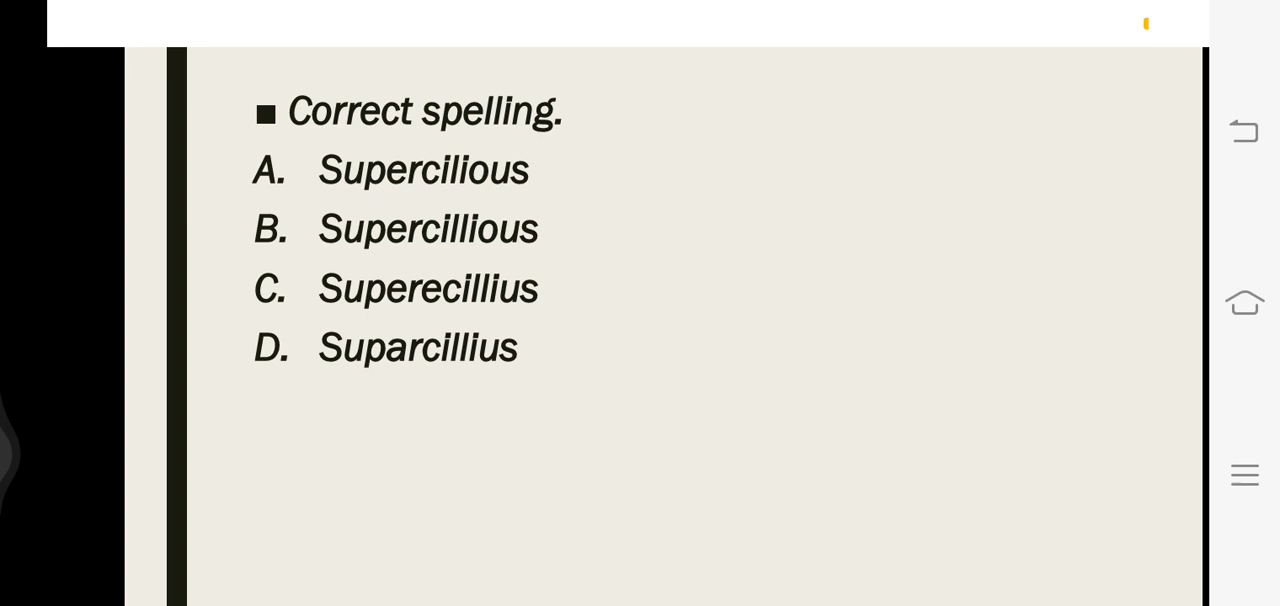 ■ Correct spelling.
A. Supercilious
B. Supercillious
C. Superecillius
D. Suparcillius